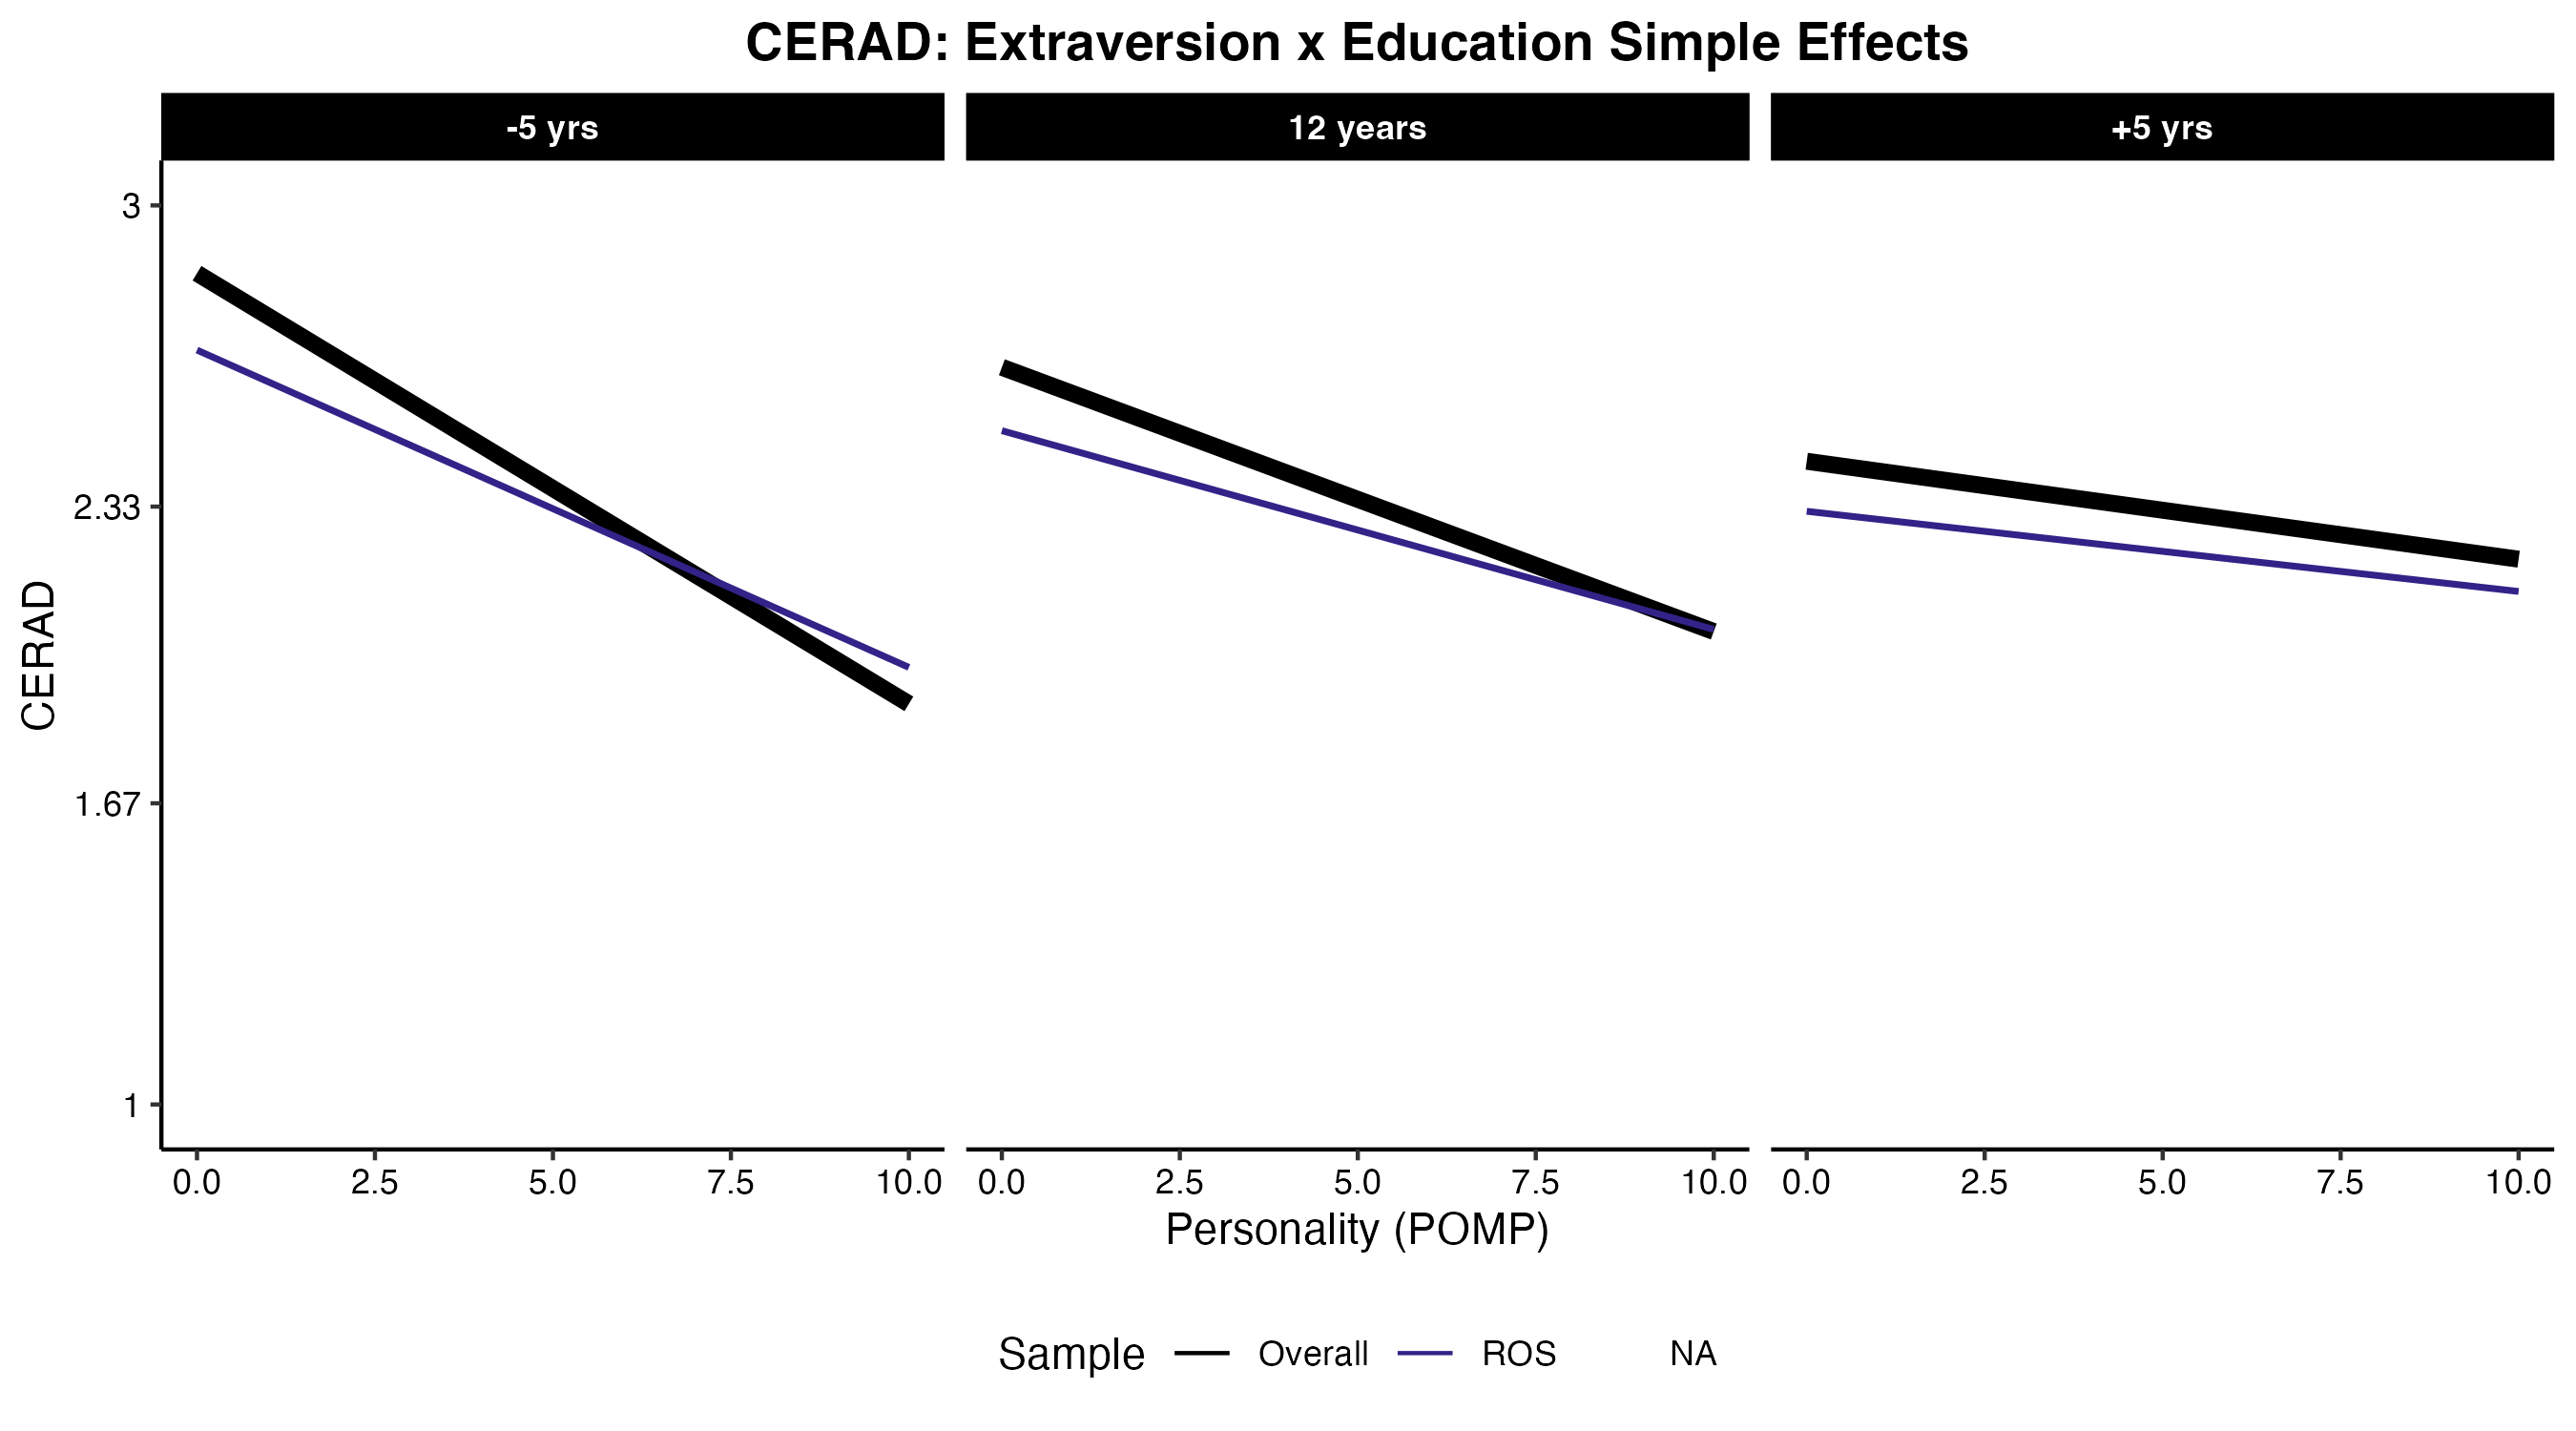 CERAD: Extraversion x Education Simple Effects
-5 yrs 12 years +5 yrs
3
2.33
1.67
1
CERAD
0.0 2.5 5.0 7.5 10.0 0.0 2.5 5.0 7.5 10.0 0.0 2.5 5.0 7.5 10.0
Personality (POMP)
Sample Overall ROS NA